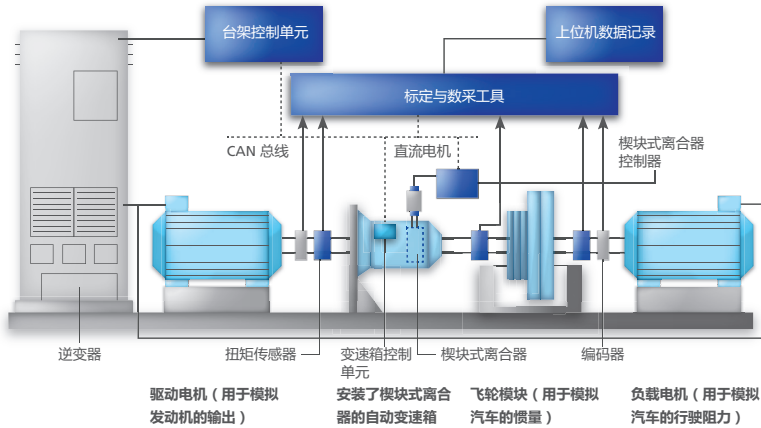 台架控制单元
上位机数据记录
标定与数采工具
CAN 总线
直流电机
楔块式离合器
控制器
逆变器
扭矩传感器
变速箱控制
单元
楔块式离合器
编码器
驱动电机（用于模拟
发动机的输出）
安装了楔块式离合
器的自动变速箱
飞轮模块（用于模拟
汽车的惯量）
负载电机（用于模拟
汽车的行驶阻力）